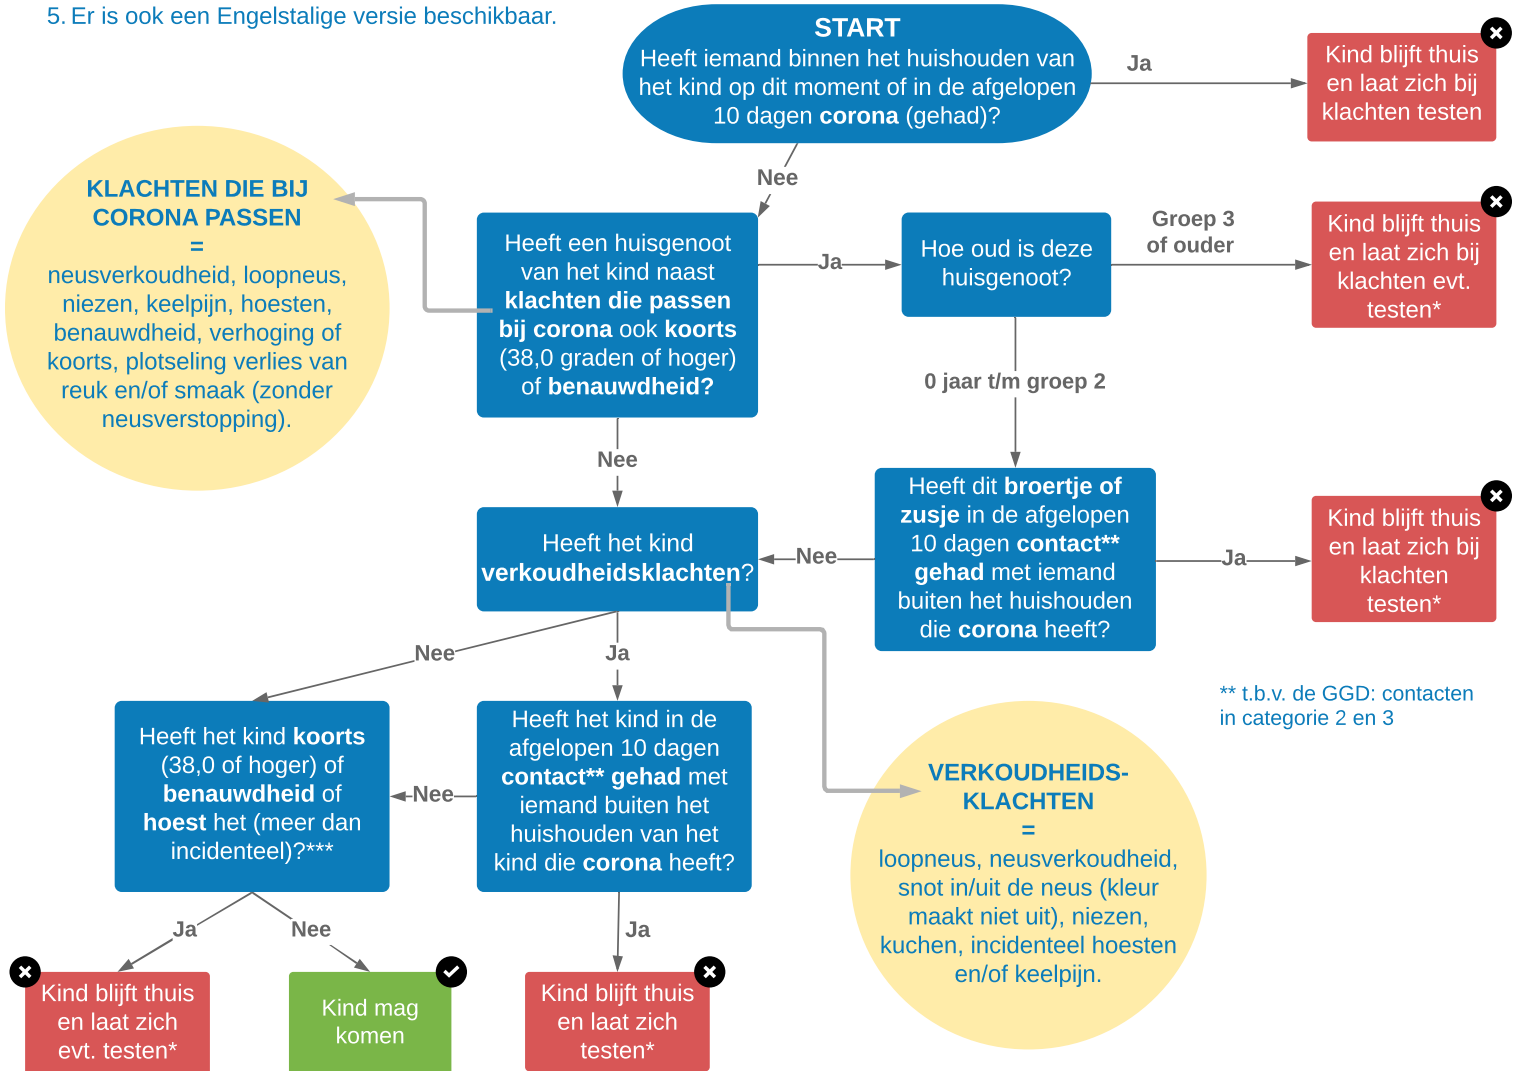 5. Er is ook een Engelstalige versie beschikbaar.
START
Heeft iemand binnen het huishouden van
het kind op dit moment of in de afgelopen
10 dagen corona (gehad)?
Ja
Kind blijft thuis
en laat zich bij
klachten testen
Nee
KLACHTEN DIE BIJ
CORONA PASSEN
=
neusverkoudheid, loopneus,
niezen, keelpijn, hoesten,
benauwdheid, verhoging of
koorts, plotseling verlies van
reuk en/of smaak (zonder
neusverstopping).
Heeft een huisgenoot
van het kind naast
klachten die passen
bij corona ook koorts
(38,0 graden of hoger)
of benauwdheid?
Ja
Hoe oud is deze
huisgenoot?
Groep 3
of ouder
Kind blijft thuis
en laat zich bij
klachten evt.
testen*
0 jaar t/m groep 2
Nee
Heeft dit broertje of
zusje in de afgelopen
10 dagen contact**
gehad met iemand
buiten het huishouden
die corona heeft?
Ja
Kind blijft thuis
en laat zich bij
klachten
testen*
Nee
Heeft het kind
verkoudheidsklachten?
Nee
Ja
** t.b.v. de GGD: contacten
in categorie 2 en 3
Heeft het kind koorts
(38,0 of hoger) of
benauwdheid of
hoest het (meer dan
incidenteel)?***
Nee
Heeft het kind in de
afgelopen 10 dagen
contact** gehad met
iemand buiten het
huishouden van het
kind die corona heeft?
VERKOUDHEIDS-
KLACHTEN
=
loopneus, neusverkoudheid,
snot in/uit de neus (kleur
maakt niet uit), niezen,
kuchen, incidenteel hoesten
en/of keelpijn.
Ja
Nee
Ja
Kind blijft thuis
en laat zich
evt. testen*
Kind mag
komen
Kind blijft thuis
en laat zich
testen*